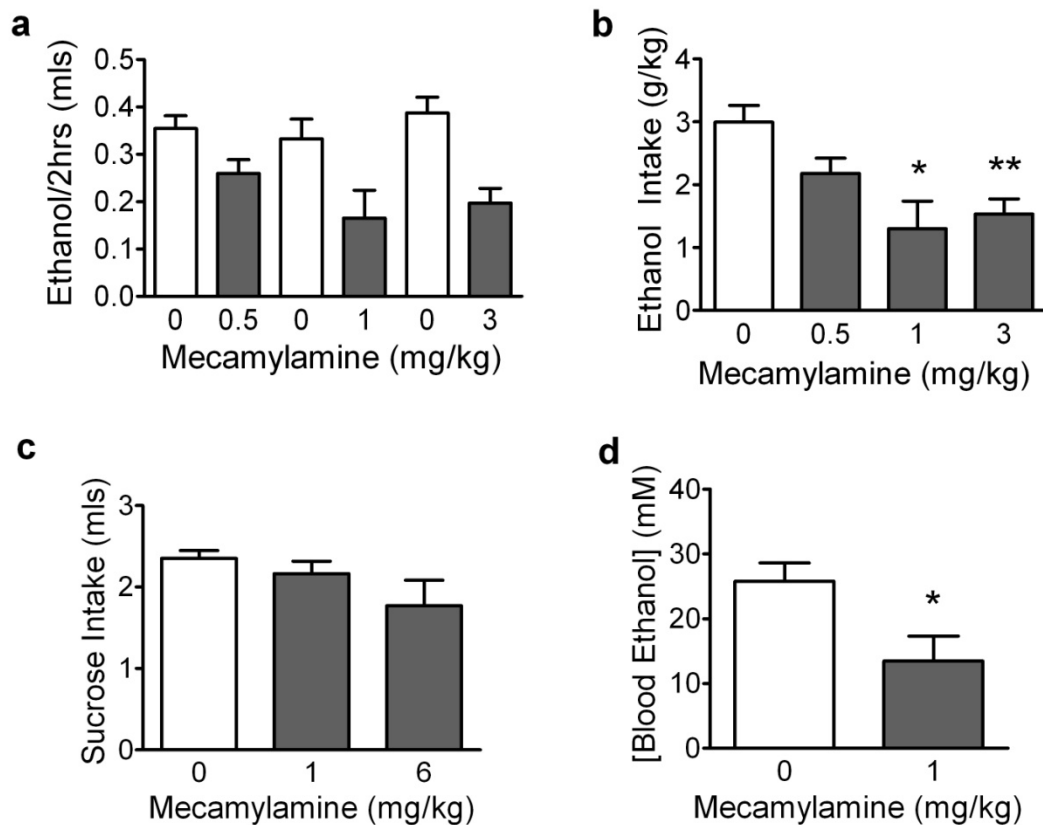 a
Ethanol/2hrs (mls)
0.5
0.4
0.3
0.2
0.1
0.0
0 0.5 0 1 0 3
Mecamylamine (mg/kg)
b
Ethanol Intake (g/kg)
4
3
2
1
0
* **
0 0.5 1 3
Mecamylamine (mg/kg)
c
Sucrose Intake (mls)
3
2
1
0
0 1 6
Mecamylamine (mg/kg)
d
[Blood Ethanol] (mM)
40
30
20
10
0
*
0 1
Mecamylamine (mg/kg)